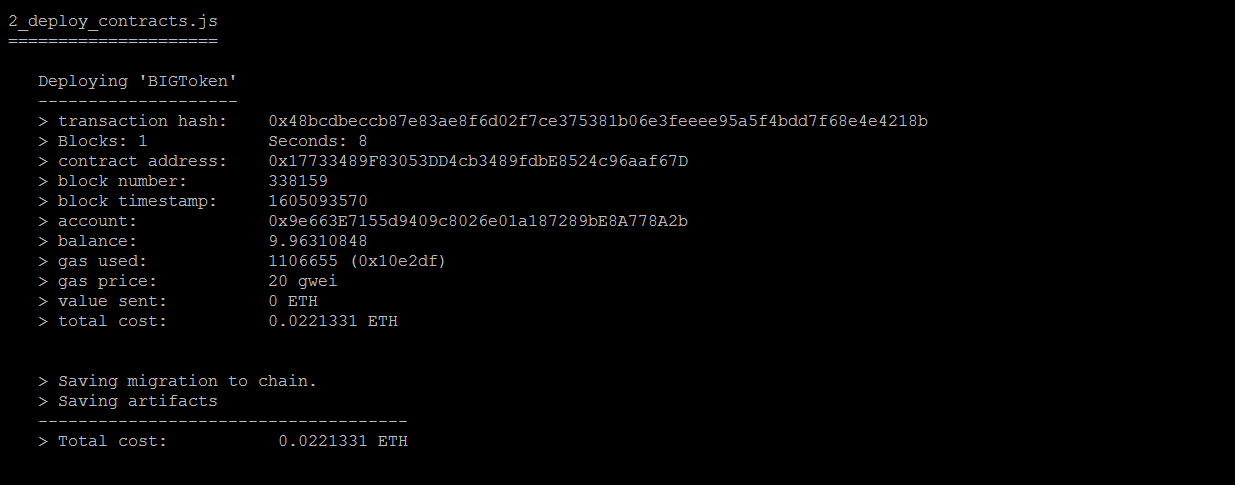 2_deploy_contracts.js
=====================
Deploying 'BIGToken'
--------------------
> transaction hash: 0x48bcdbeccb87e83ae8f6d02f7ce375381b06e3feeee95a5f4bdd7f68e4e4218b
> Blocks: 1 Seconds: 8
> contract address: 0x17733489F83053DD4cb3489fdbE8524c96aaf67D
> block number: 338159
> block timestamp: 1605093570
> account: 0x9e663E7155d9409c8026e01a187289bE8A778A2b
> balance: 9.96310848
> gas used: 1106655 (0x10e2df)
> gas price: 20 gwei
> value sent: 0 ETH
> total cost: 0.0221331 ETH
> Saving migration to chain.
> Saving artifacts
-------------------------------------
> Total cost: 0.0221331 ETH